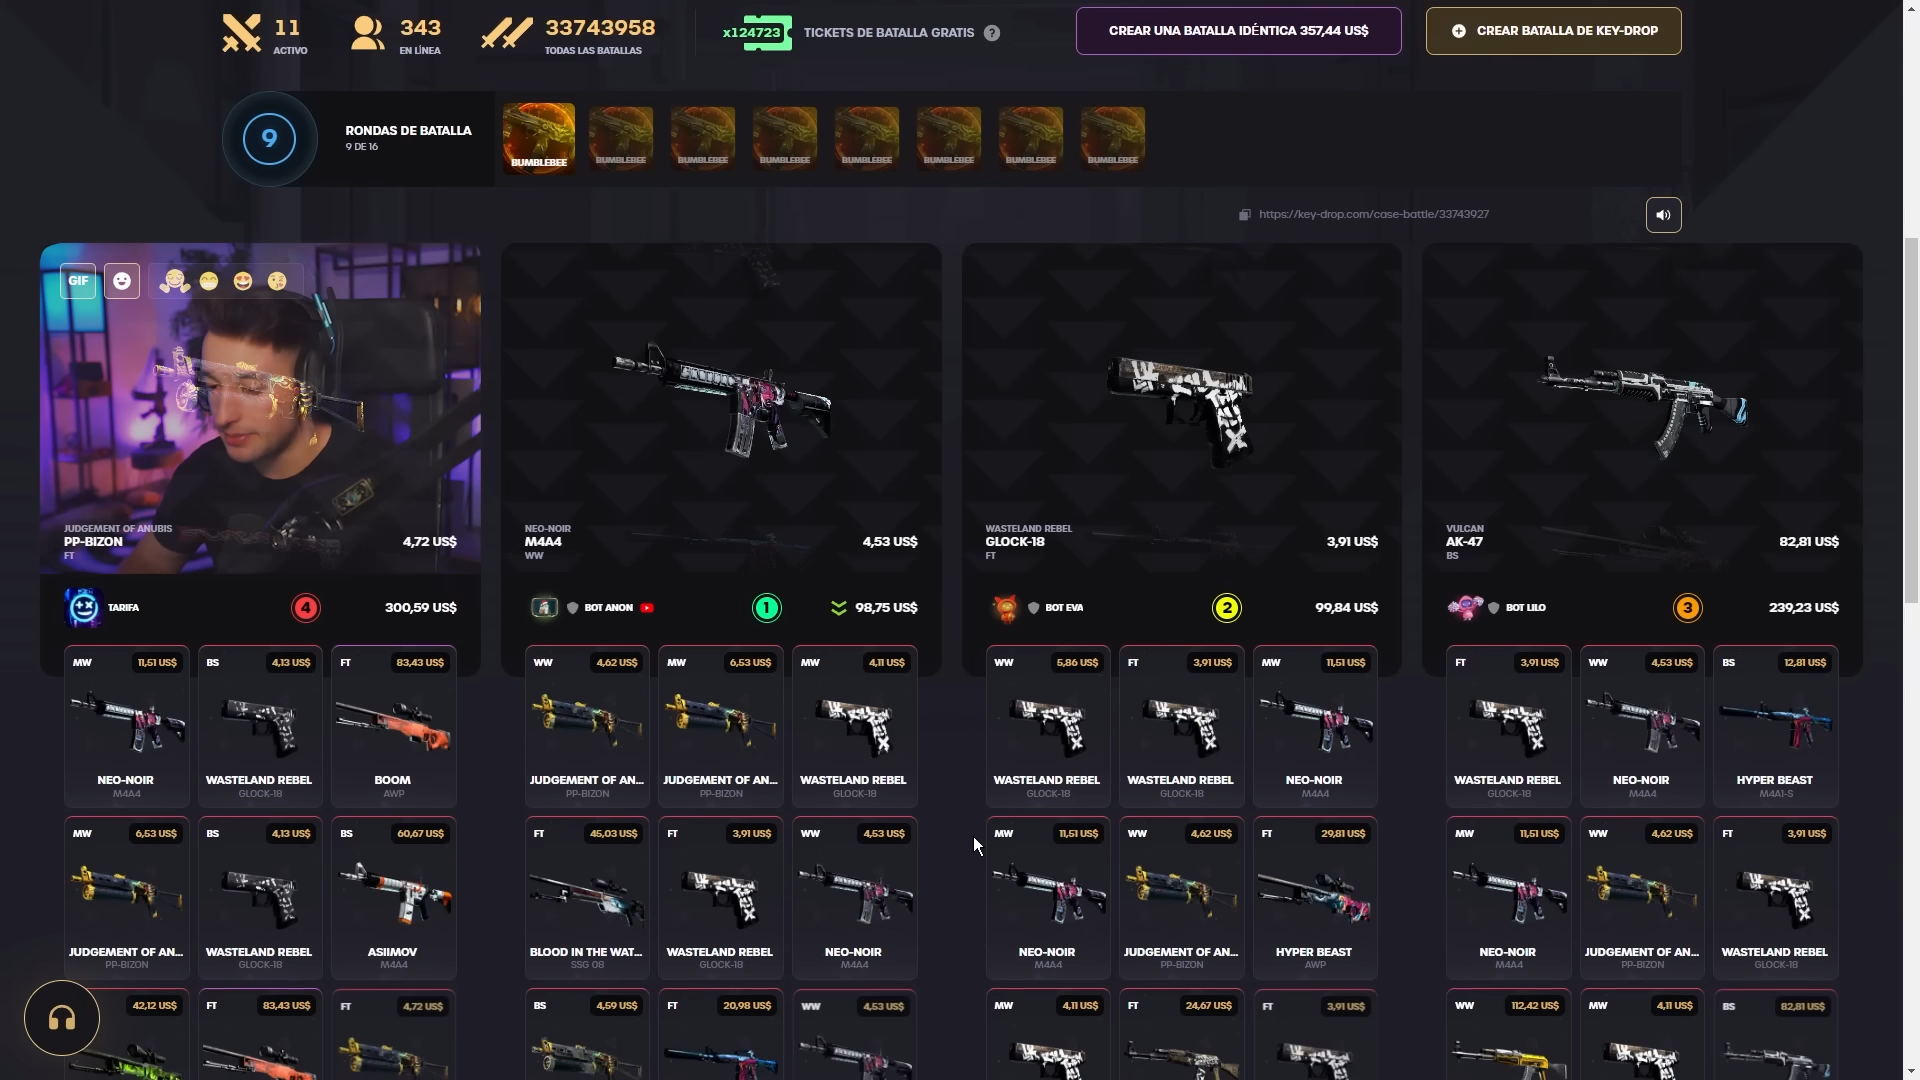 11
ACTIVO
343
EN LÍNEA
33743958
TODAS LAS BATALLAS
x124723
TICKETS DE BATALLA GRATIS
?
CREAR UNA BATALLA IDÉNTICA 357,44 US$
CREAR BATALLA DE KEY-DROP
9
RONDAS DE BATALLA
9 DE 16
BUMBLEBEE
BUMBLEBEE
BUMBLEBEE
BUMBLEBEE
BUMBLEBEE
BUMBLEBEE
BUMBLEBEE
BUMBLEBEE
https://key-drop.com/case-battle/33743927
GIF
JUDGEMENT OF ANUBIS
PP-BIZON
FT
4,72 US$
NEO-NOIR
M4A4
WW
4,53 US$
WASTELAND REBEL
GLOCK-18
FT
3,91 US$
VULCAN
AK-47
BS
82,81 US$
TARIFA
4
300,59 US$
BOT ANON
1
98,75 US$
BOT EVA
2
99,84 US$
BOT LILO
3
239,23 US$
MW 11,51 US$
BS 4,13 US$
FT 83,43 US$
WW 4,62 US$
MW 6,53 US$
MW 4,11 US$
WW 5,86 US$
FT 3,91 US$
MW 11,51 US$
FT 3,91 US$
WW 4,53 US$
BS 12,81 US$
NEO-NOIR
M4A4
WASTELAND REBEL
GLOCK-18
BOOM
AWP
JUDGEMENT OF AN...
PP-BIZON
JUDGEMENT OF AN...
PP-BIZON
WASTELAND REBEL
GLOCK-18
WASTELAND REBEL
GLOCK-18
WASTELAND REBEL
GLOCK-18
NEO-NOIR
M4A4
WASTELAND REBEL
GLOCK-18
NEO-NOIR
M4A4
HYPER BEAST
M4A1-S
MW 6,53 US$
BS 4,13 US$
BS 60,67 US$
FT 45,03 US$
FT 3,91 US$
WW 4,53 US$
MW 11,51 US$
WW 4,62 US$
FT 29,81 US$
MW 11,51 US$
WW 4,62 US$
FT 3,91 US$
JUDGEMENT OF AN...
PP-BIZON
WASTELAND REBEL
GLOCK-18
ASIIMOV
M4A4
BLOOD IN THE WAT...
SSG 08
WASTELAND REBEL
GLOCK-18
NEO-NOIR
M4A4
NEO-NOIR
M4A4
JUDGEMENT OF AN...
PP-BIZON
HYPER BEAST
AWP
NEO-NOIR
M4A4
JUDGEMENT OF AN...
PP-BIZON
WASTELAND REBEL
GLOCK-18
42,12 US$
FT 83,43 US$
FT 4,72 US$
BS 4,59 US$
FT 20,98 US$
WW 4,53 US$
MW 4,11 US$
FT 24,67 US$
FT 3,91 US$
WW 112,42 US$
MW 4,11 US$
BS 82,81 US$